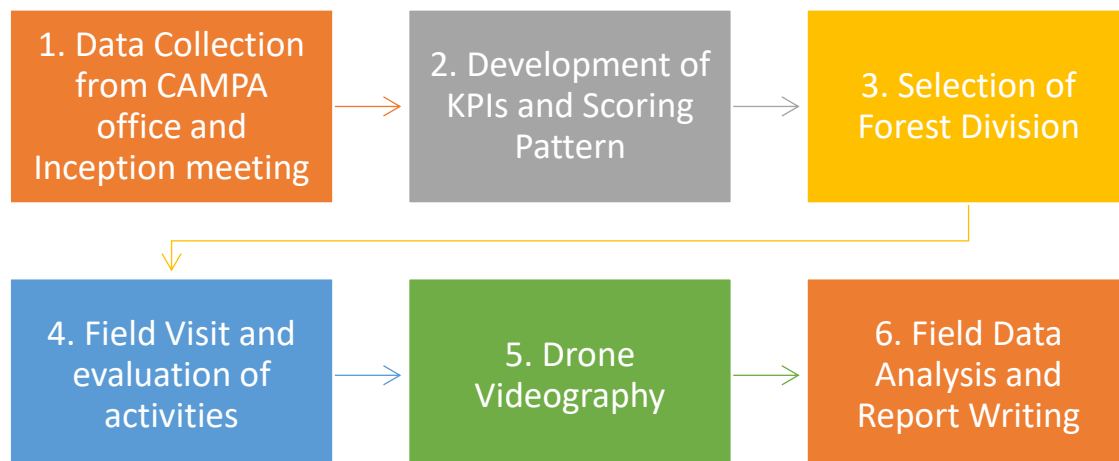 1. Data Collection
from CAMPA
office and
Inception meeting
2. Development of
KPIs and Scoring
Pattern
3. Selection of
Forest Division
4. Field Visit and
evaluation of
activities
5. Drone
Videography
6. Field Data
Analysis and
Report Writing